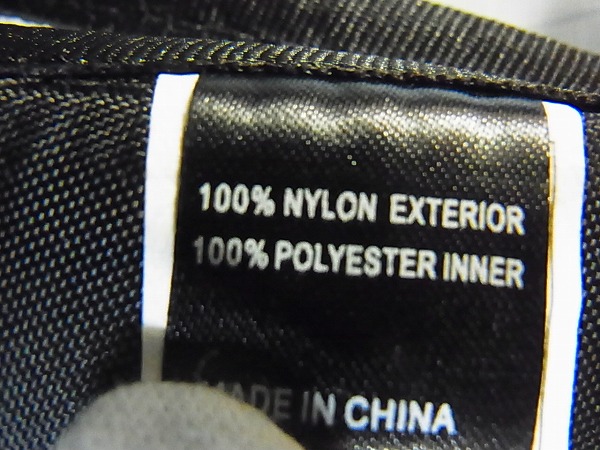 100% NYLON EXTERIOR
100% POLYESTER INNER
MADE IN CHINA